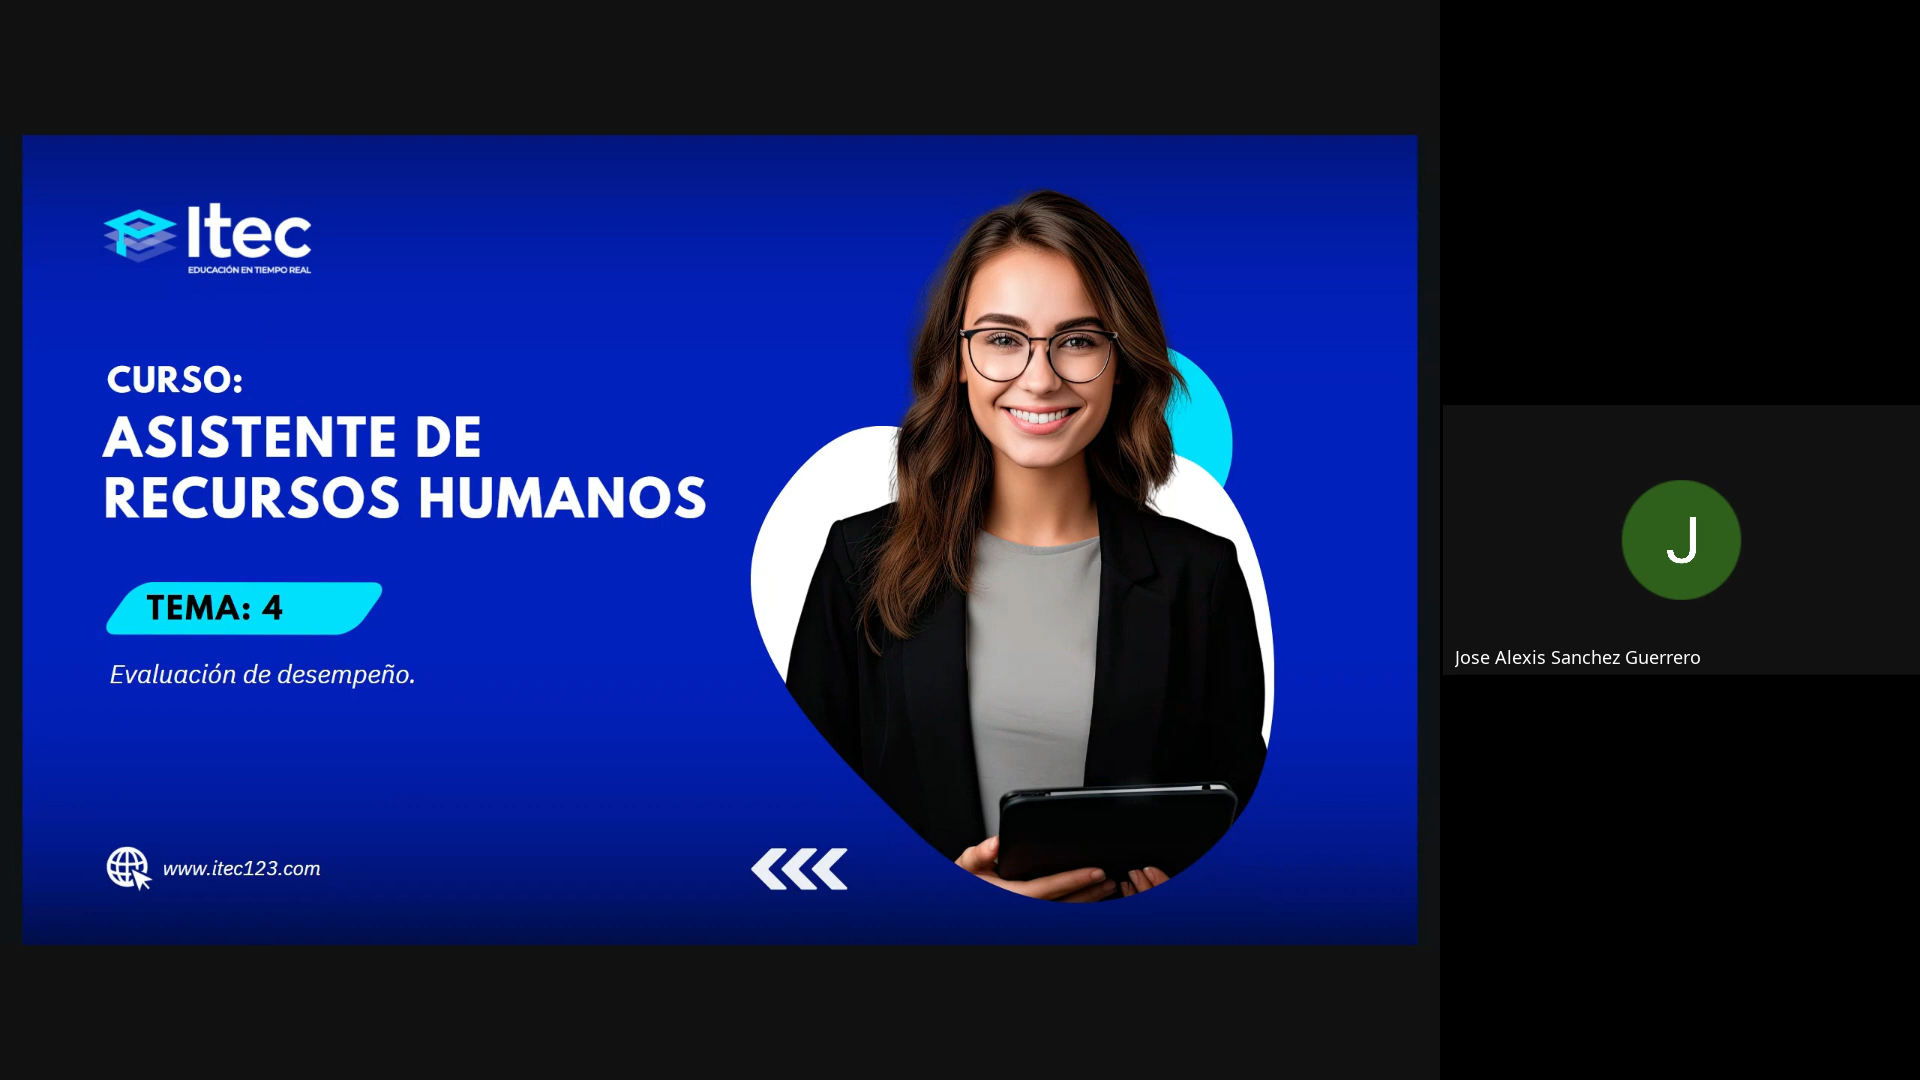 Itec
EDUCACIÓN EN TIEMPO REAL
CURSO:
ASISTENTE DE
RECURSOS HUMANOS
TEMA: 4
Evaluación de desempeño.
www.itec123.com
J
Jose Alexis Sanchez Guerrero